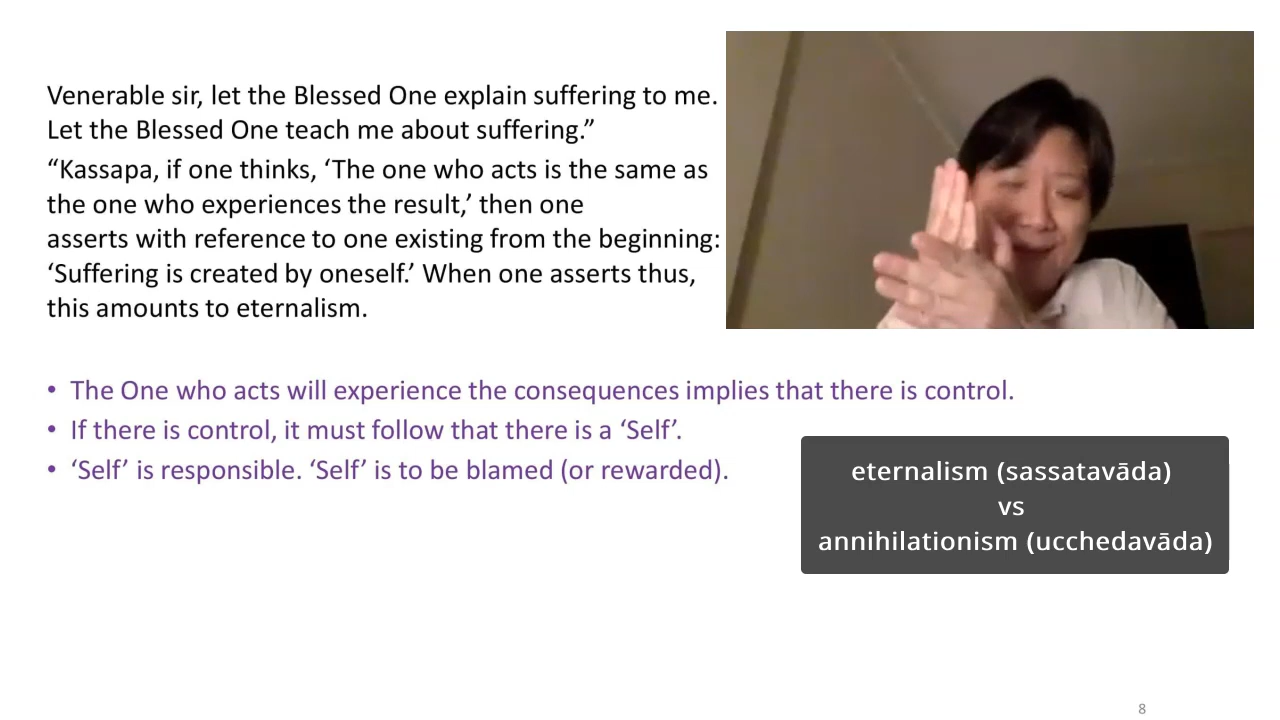 Venerable sir, let the Blessed One explain suffering to me.
Let the Blessed One teach me about suffering.”
“Kassapa, if one thinks, ‘The one who acts is the same as
the one who experiences the result,’ then one
asserts with reference to one existing from the beginning:
‘Suffering is created by oneself.’ When one asserts thus,
this amounts to eternalism.
• The One who acts will experience the consequences implies that there is control.
• If there is control, it must follow that there is a ‘Self’.
• ‘Self’ is responsible. ‘Self’ is to be blamed (or rewarded).
eternalism (sassatavāda)
vs
annihilationism (ucchedavāda)
8